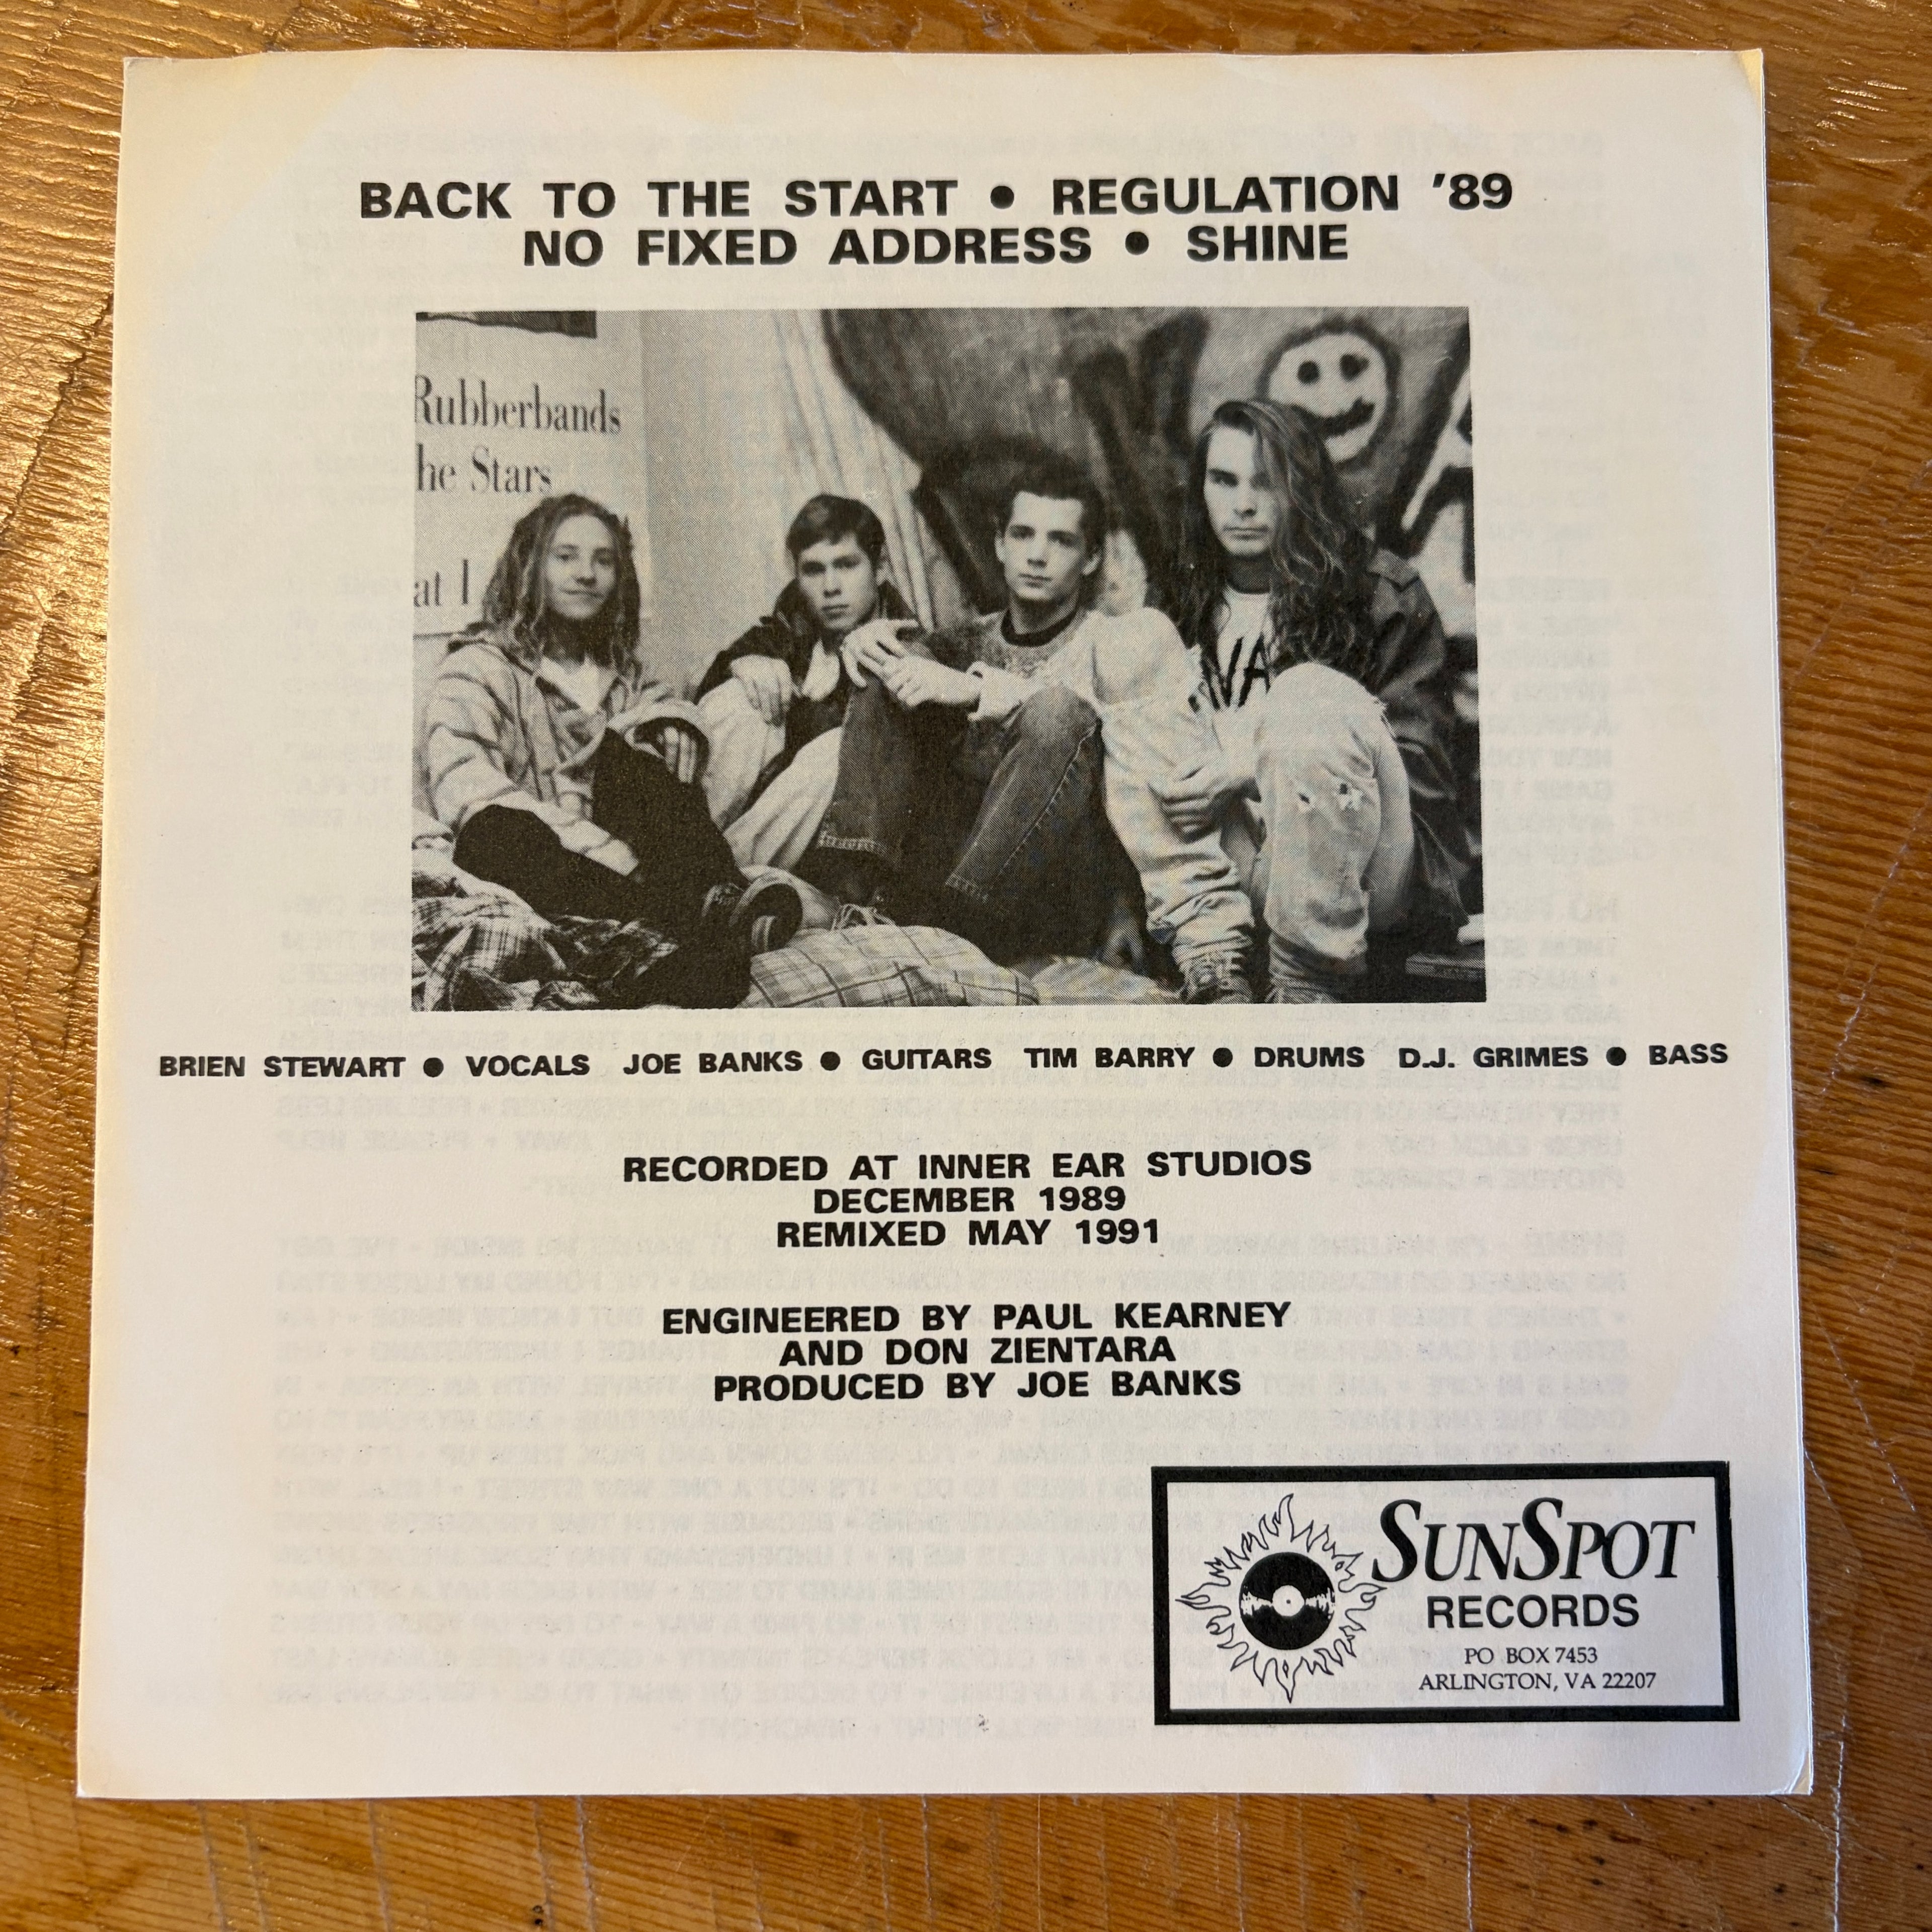 BACK TO THE START • REGULATION '89
NO FIXED ADDRESS • SHINE
Rubberbands
he Stars
at I
VA
BRIEN STEWART • VOCALS JOE BANKS • GUITARS TIM BARRY • DRUMS D.J. GRIMES • BASS
RECORDED AT INNER EAR STUDIOS
DECEMBER 1989
REMIXED MAY 1991
ENGINEERED BY PAUL KEARNEY
AND DON ZIENTARA
PRODUCED BY JOE BANKS
SUNSPOT
RECORDS
PO BOX 7453
ARLINGTON, VA 22207